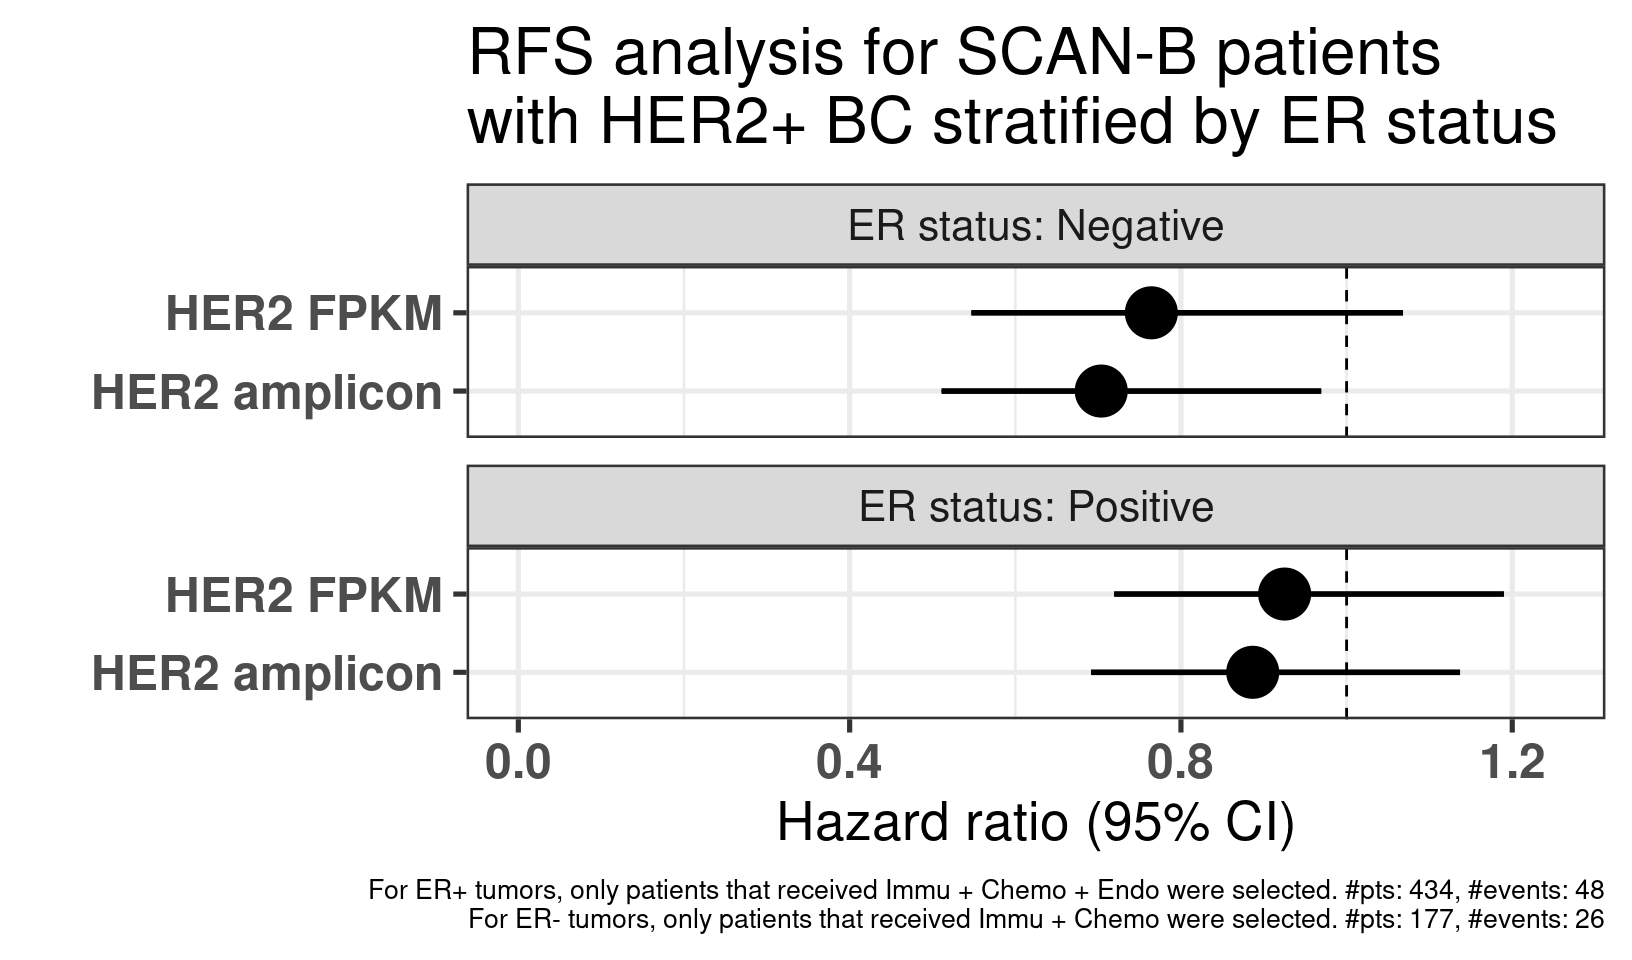 RFS analysis for SCAN-B patients
with HER2+ BC stratified by ER status
ER status: Negative
HER2 FPKM
HER2 amplicon
ER status: Positive
HER2 FPKM
HER2 amplicon
0.0 0.4 0.8 1.2
Hazard ratio (95% CI)
For ER+ tumors, only patients that received Immu + Chemo + Endo were selected. #pts: 434, #events: 48
For ER- tumors, only patients that received Immu + Chemo were selected. #pts: 177, #events: 26